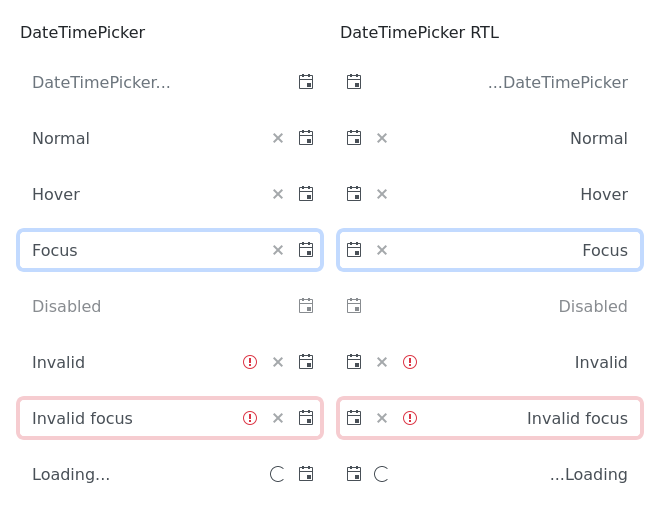 DateTimePicker
DateTimePicker...
Normal
Hover
Focus
Disabled
Invalid
Invalid focus
Loading...
DateTimePicker RTL
...DateTimePicker
Normal
Hover
Focus
Disabled
Invalid
Invalid focus
...Loading